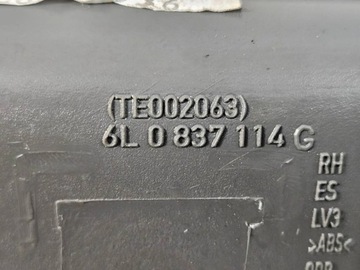 (TE002063)
6L 0 837 114 G
RH
ES
LV3
>ABS<